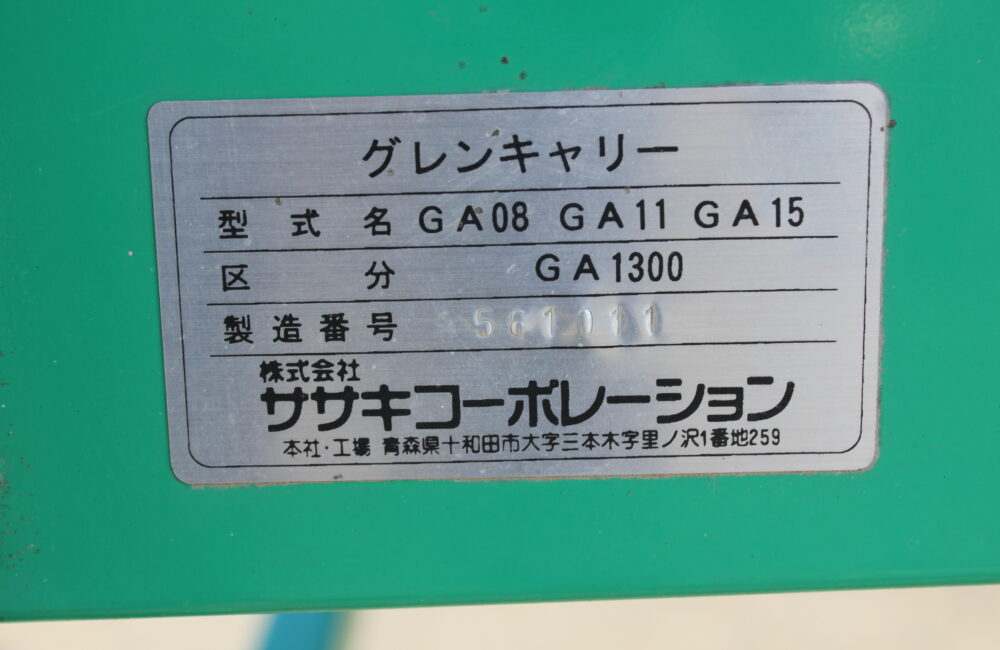 グレンキャリー
型式名 GA08 GA11 GA15
区分 GA1300
製造番号 561011
株式会社
ササキコーポレーション
本社・工場 青森県十和田市大字三本木字里ノ沢1番地259